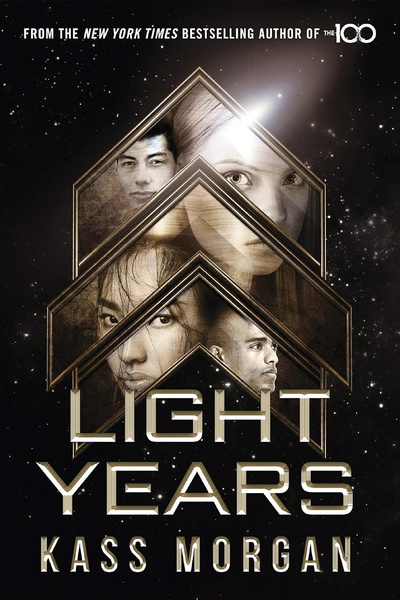 FROM THE NEW YORK TIMES BESTSELLING AUTHOR OF THE 100
LIGHT
YEARS
KASS MORGAN